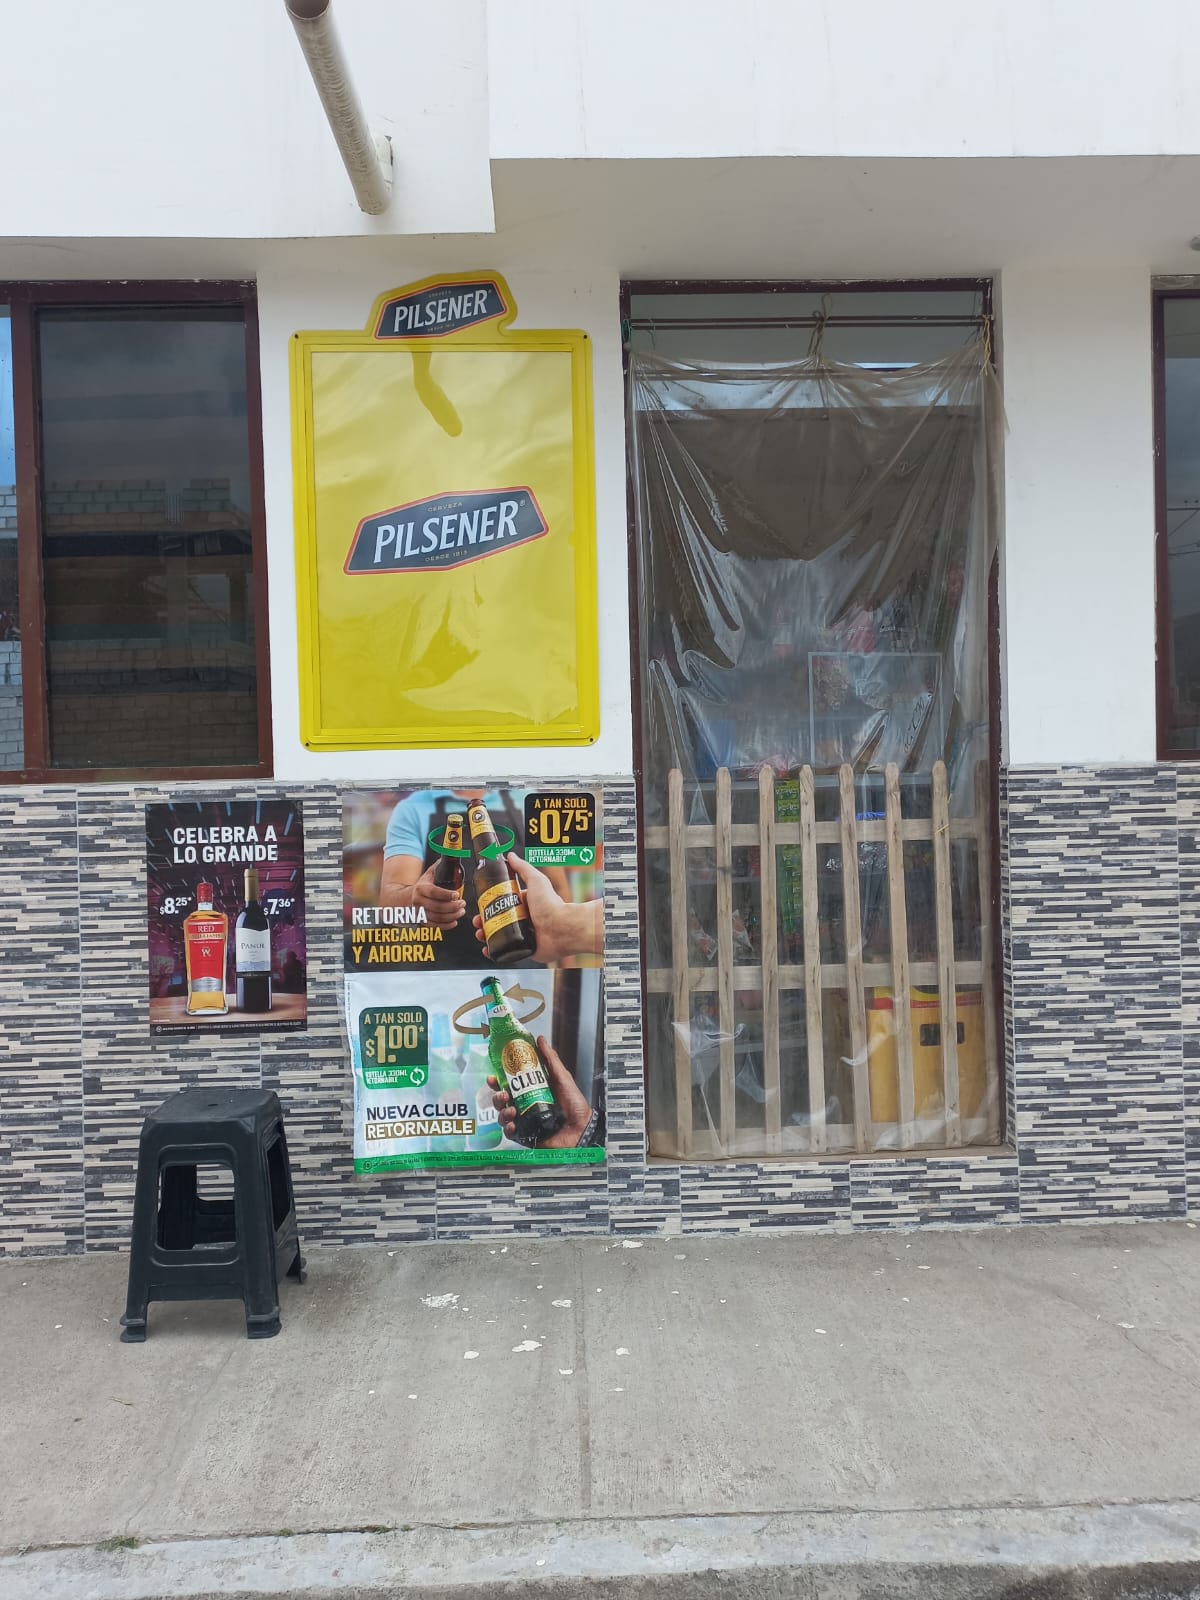 CERVEZA
PILSENER
CERVEZA
PILSENER®
DESDE 1913
CELEBRA A
LO GRANDE
$8.25*
$7.36*
RED
PANUL
A TAN SOLO
$0.75*
BOTELLA 330ML
RETORNABLE
PILSENER
RETORNA
INTERCAMBIA
Y AHORRA
A TAN SOLO
$1.00*
BOTELLA 330ML
RETORNABLE
CLUB
NUEVA CLUB
RETORNABLE